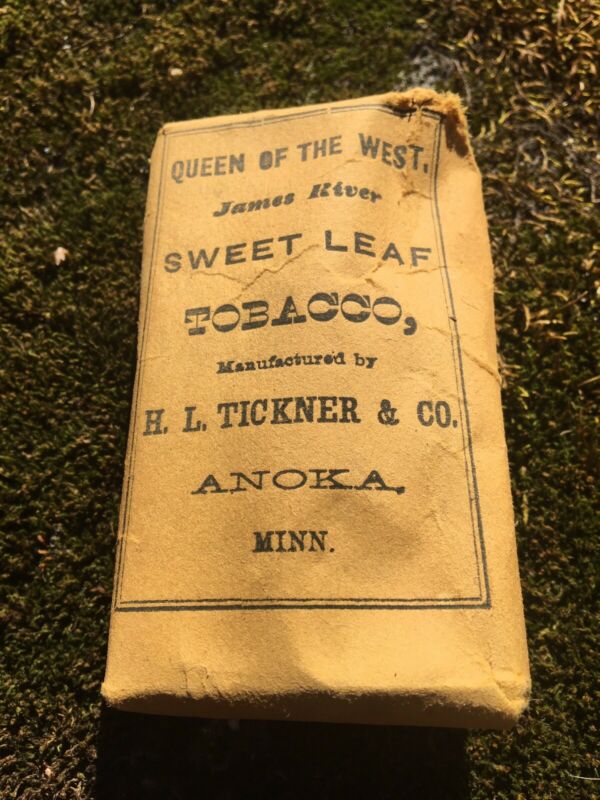 QUEEN OF THE WEST.
James River
SWEET LEAF
TOBACCO,
Manufactured by
H. L. TICKNER & CO.
ANOKA,
MINN.